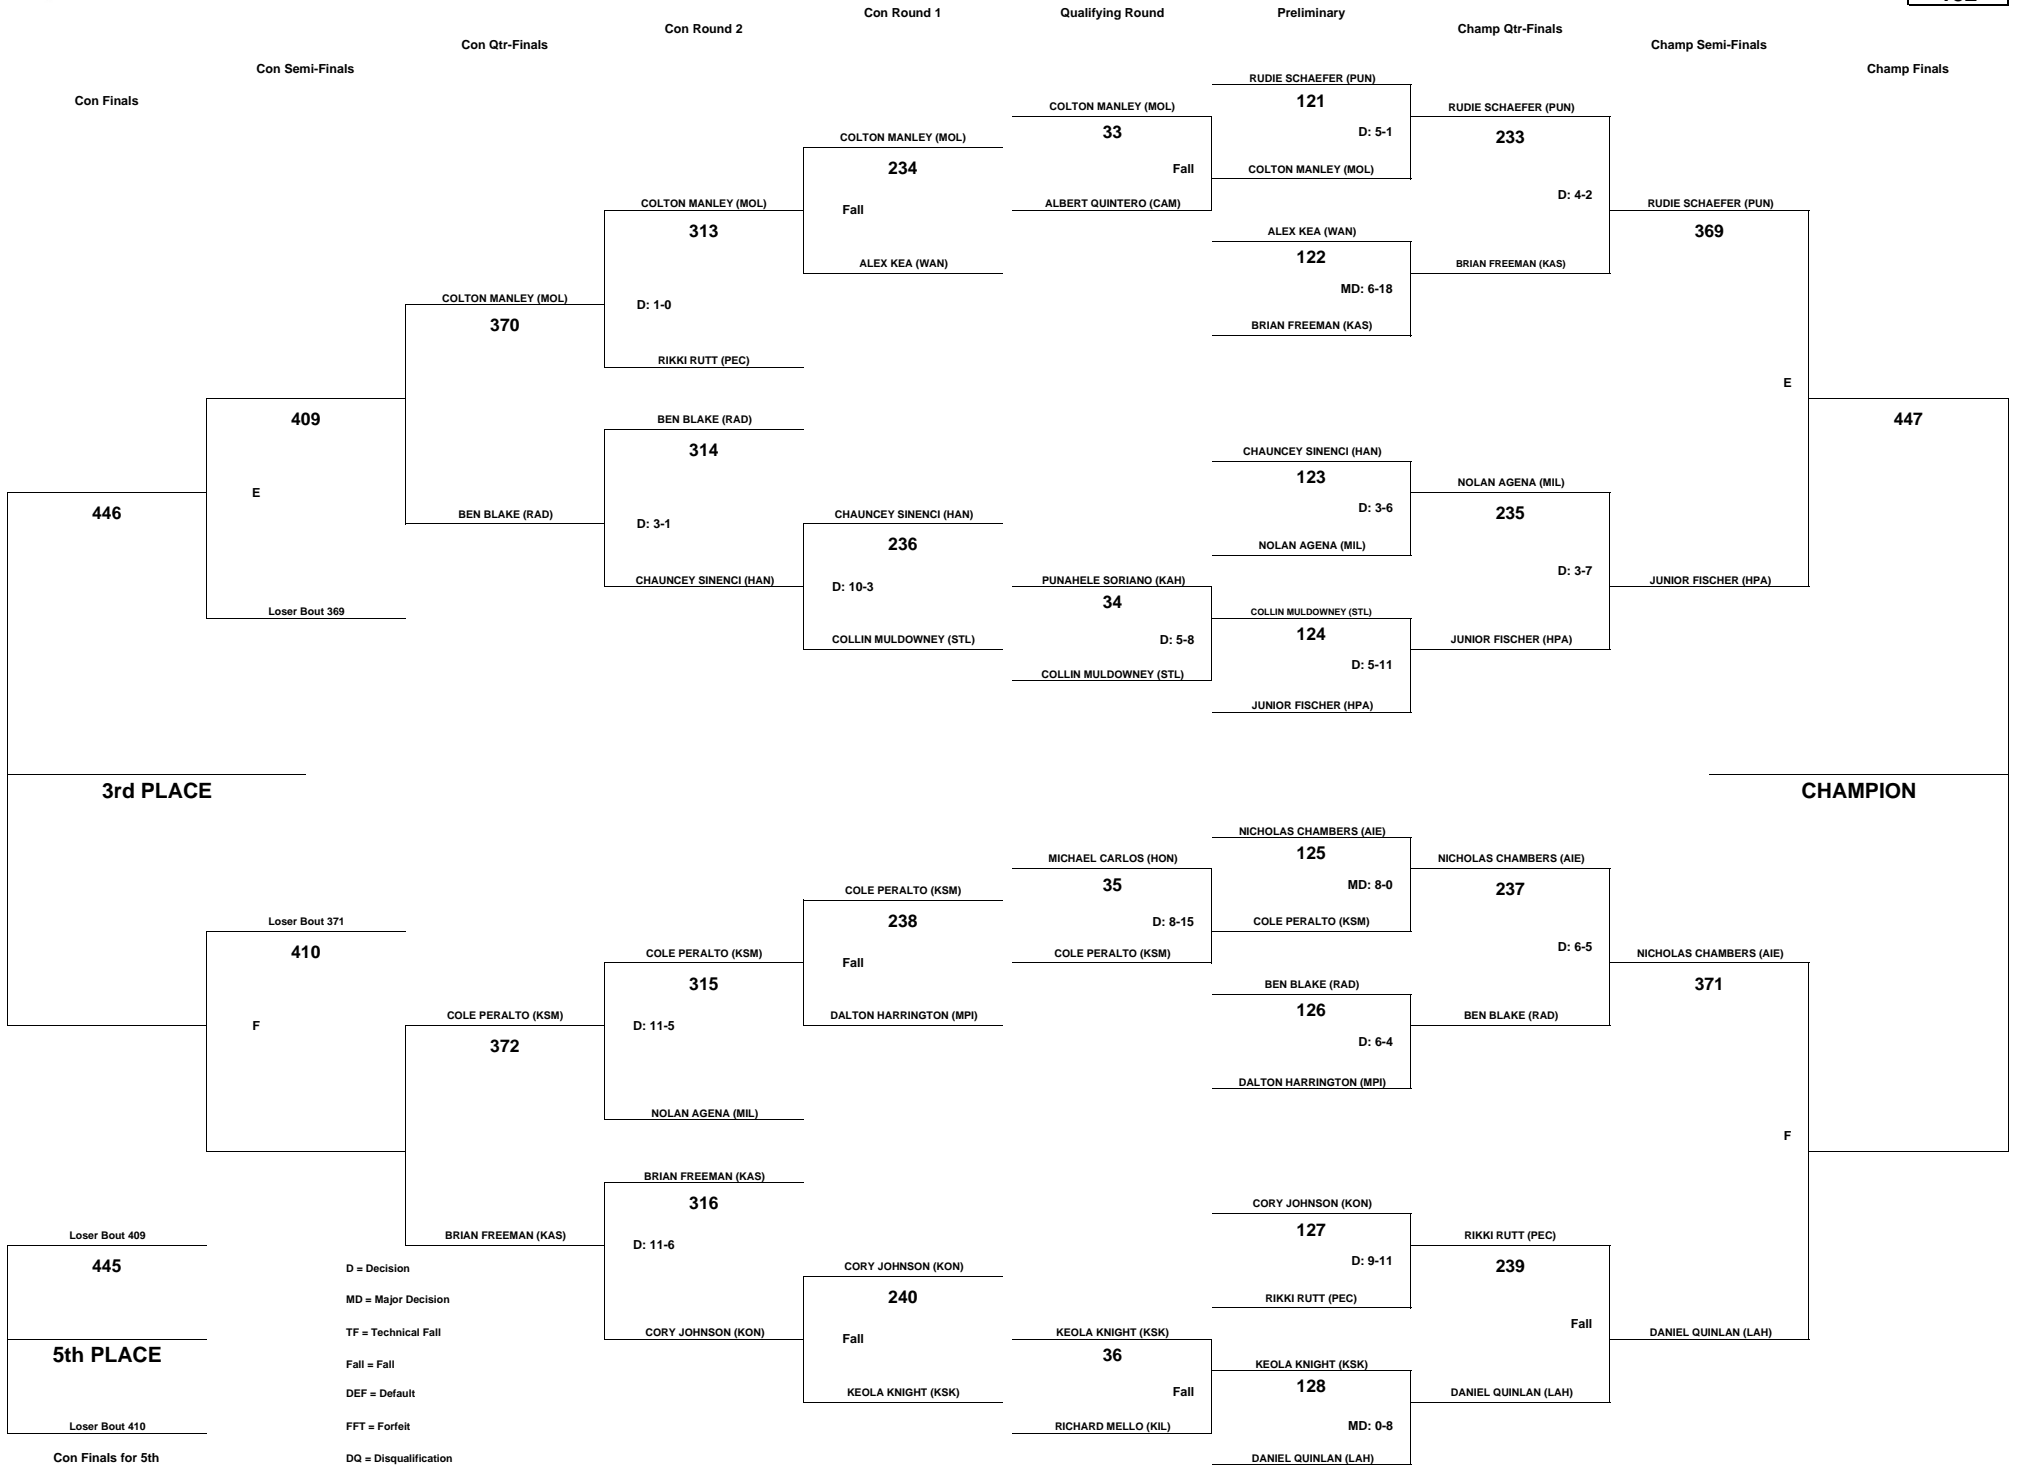 Con Round 1
Qualifying Round
Preliminary
Con Round 2
Champ Qtr-Finals
Con Qtr-Finals
Champ Semi-Finals
Con Semi-Finals
Champ Finals
Con Finals
RUDIE SCHAEFER (PUN)
121
D: 5-1
COLTON MANLEY (MOL)
ALEX KEA (WAN)
122
MD: 6-18
BRIAN FREEMAN (KAS)
CHAUNCEY SINENCI (HAN)
123
D: 3-6
NOLAN AGENA (MIL)
COLLIN MULDOWNEY (STL)
124
D: 5-11
JUNIOR FISCHER (HPA)
NICHOLAS CHAMBERS (AIE)
125
MD: 8-0
COLE PERALTO (KSM)
BEN BLAKE (RAD)
126
D: 6-4
DALTON HARRINGTON (MPI)
CORY JOHNSON (KON)
127
D: 9-11
RIKKI RUTT (PEC)
KEOLA KNIGHT (KSK)
128
MD: 0-8
DANIEL QUINLAN (LAH)
RUDIE SCHAEFER (PUN)
233
D: 4-2
BRIAN FREEMAN (KAS)
NOLAN AGENA (MIL)
235
D: 3-7
JUNIOR FISCHER (HPA)
NICHOLAS CHAMBERS (AIE)
237
D: 6-5
BEN BLAKE (RAD)
RIKKI RUTT (PEC)
239
Fall
DANIEL QUINLAN (LAH)
RUDIE SCHAEFER (PUN)
369
E
JUNIOR FISCHER (HPA)
NICHOLAS CHAMBERS (AIE)
371
F
DANIEL QUINLAN (LAH)
447
CHAMPION
COLTON MANLEY (MOL)
33
Fall
ALBERT QUINTERO (CAM)
PUNAHELE SORIANO (KAH)
34
D: 5-8
COLLIN MULDOWNEY (STL)
MICHAEL CARLOS (HON)
35
D: 8-15
COLE PERALTO (KSM)
KEOLA KNIGHT (KSK)
36
Fall
RICHARD MELLO (KIL)
COLTON MANLEY (MOL)
234
Fall
ALEX KEA (WAN)
CHAUNCEY SINENCI (HAN)
236
D: 10-3
COLLIN MULDOWNEY (STL)
COLE PERALTO (KSM)
238
Fall
DALTON HARRINGTON (MPI)
CORY JOHNSON (KON)
240
Fall
KEOLA KNIGHT (KSK)
COLTON MANLEY (MOL)
313
D: 1-0
RIKKI RUTT (PEC)
BEN BLAKE (RAD)
314
D: 3-1
CHAUNCEY SINENCI (HAN)
COLE PERALTO (KSM)
315
D: 11-5
NOLAN AGENA (MIL)
BRIAN FREEMAN (KAS)
316
D: 11-6
CORY JOHNSON (KON)
COLTON MANLEY (MOL)
370
BEN BLAKE (RAD)
COLE PERALTO (KSM)
372
BRIAN FREEMAN (KAS)
409
E
Loser Bout 369
Loser Bout 371
410
F
446
3rd PLACE
Loser Bout 409
445
5th PLACE
Loser Bout 410
Con Finals for 5th
D = Decision
MD = Major Decision
TF = Technical Fall
Fall = Fall
DEF = Default
FFT = Forfeit
DQ = Disqualification